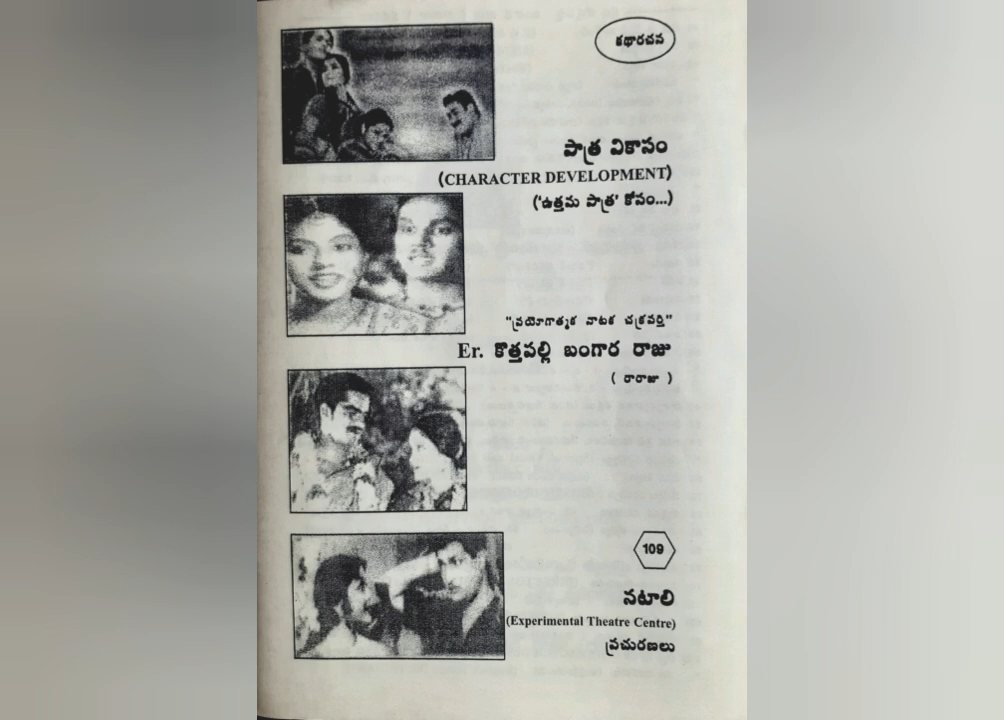 కథారచన
పాత్ర వికాసం
(CHARACTER DEVELOPMENT)
('ఉత్తమ పాత్ర' కోసం...)
"ప్రయోగాత్మక నాటక చక్రవర్తి"
Er. కొత్తపల్లి బంగార రాజు
( రారాజు )
109
నటాలి
(Experimental Theatre Centre)
ప్రచురణలు